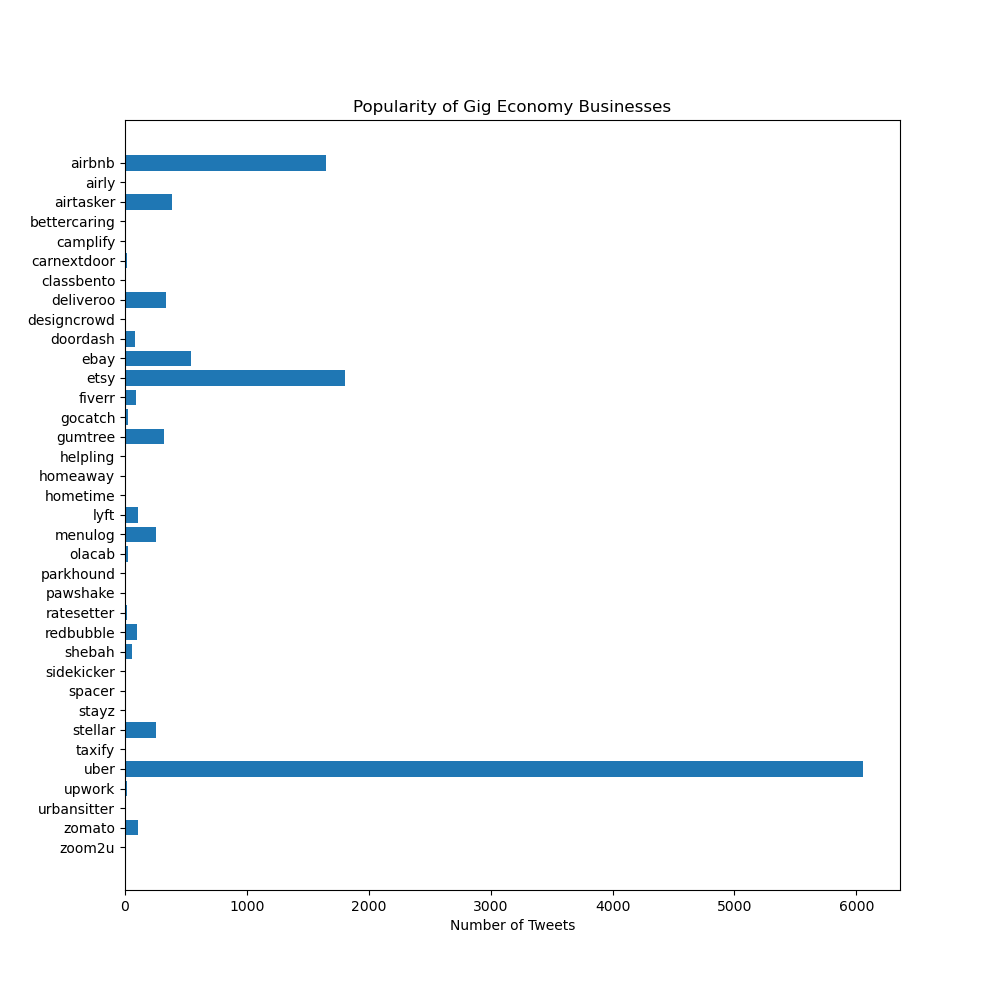 Popularity of Gig Economy Businesses
airbnb
airly
airtasker
bettercaring
camplify
carnextdoor
classbento
deliveroo
designcrowd
doordash
ebay
etsy
fiverr
gocatch
gumtree
helpling
homeaway
hometime
lyft
menulog
olacab
parkhound
pawshake
ratesetter
redbubble
shebah
sidekicker
spacer
stayz
stellar
taxify
uber
upwork
urbansitter
zomato
zoom2u
0 1000 2000 3000 4000 5000 6000
Number of Tweets